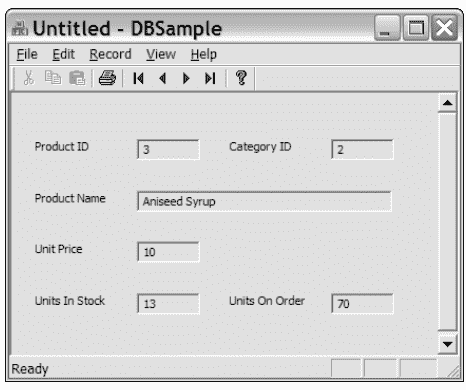 Untitled - DBSample
File Edit Record View Help
Product ID 3 Category ID 2
Product Name Aniseed Syrup
Unit Price 10
Units In Stock 13 Units On Order 70
Ready